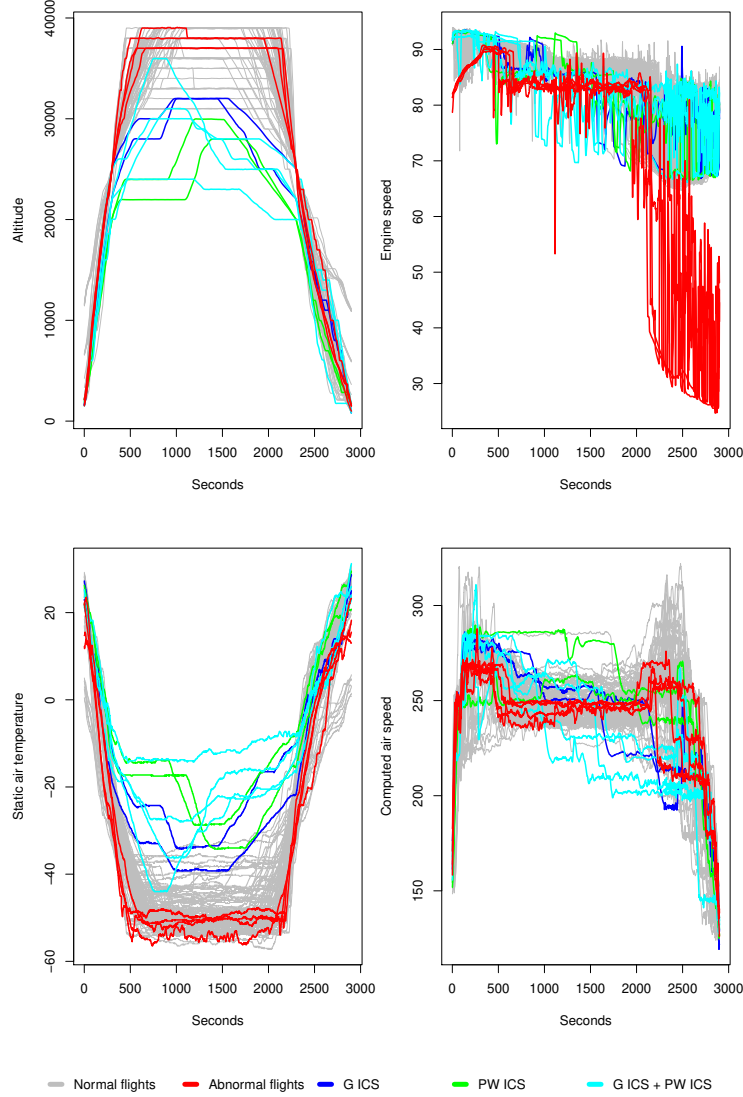 Altitude
0 10000 20000 30000 40000
0 500 1000 1500 2000 2500 3000
Seconds
Engine speed
30 40 50 60 70 80 90
0 500 1000 1500 2000 2500 3000
Seconds
Static air temperature
−60 −40 −20 0 20
0 500 1000 1500 2000 2500 3000
Seconds
Computed air speed
150 200 250 300
0 500 1000 1500 2000 2500 3000
Seconds
Normal flights Abnormal flights G ICS PW ICS G ICS + PW ICS